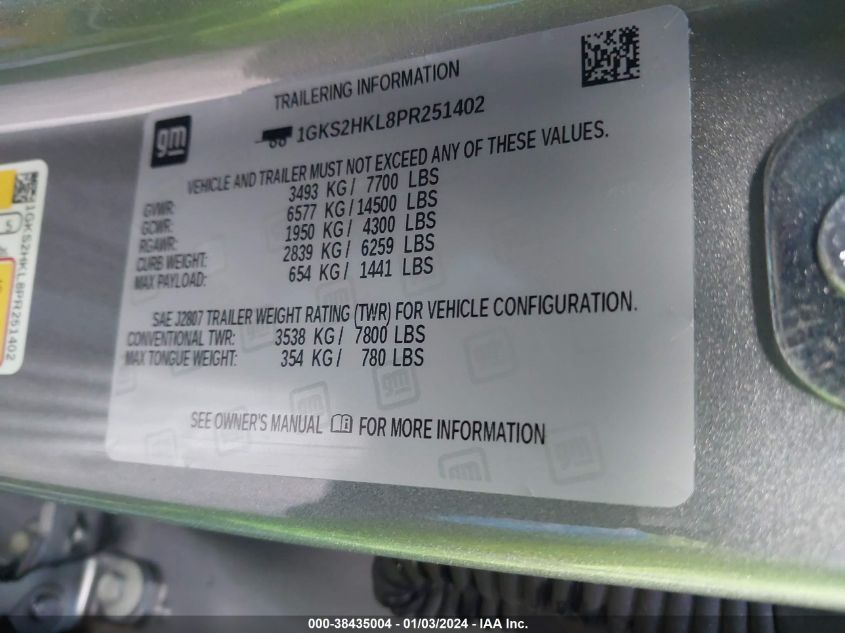 TRAILERING INFORMATION
gm
1GKS2HKL8PR251402
VEHICLE AND TRAILER MUST NOT EXCEED ANY OF THESE VALUES.
GVWR: 3493 KG/ 7700 LBS
GCWR: 6577 KG/14500 LBS
RGAWR: 1950 KG/ 4300 LBS
CURB WEIGHT: 2839 KG/ 6259 LBS
MAX PAYLOAD: 654 KG/ 1441 LBS
SAE J2807 TRAILER WEIGHT RATING (TWR) FOR VEHICLE CONFIGURATION.
CONVENTIONAL TWR: 3538 KG/ 7800 LBS
MAX TONGUE WEIGHT: 354 KG/ 780 LBS
SEE OWNER'S MANUAL FOR MORE INFORMATION
1GKS2HKL8PR251402
5
000-38435004 - 01/03/2024 - IAA Inc.